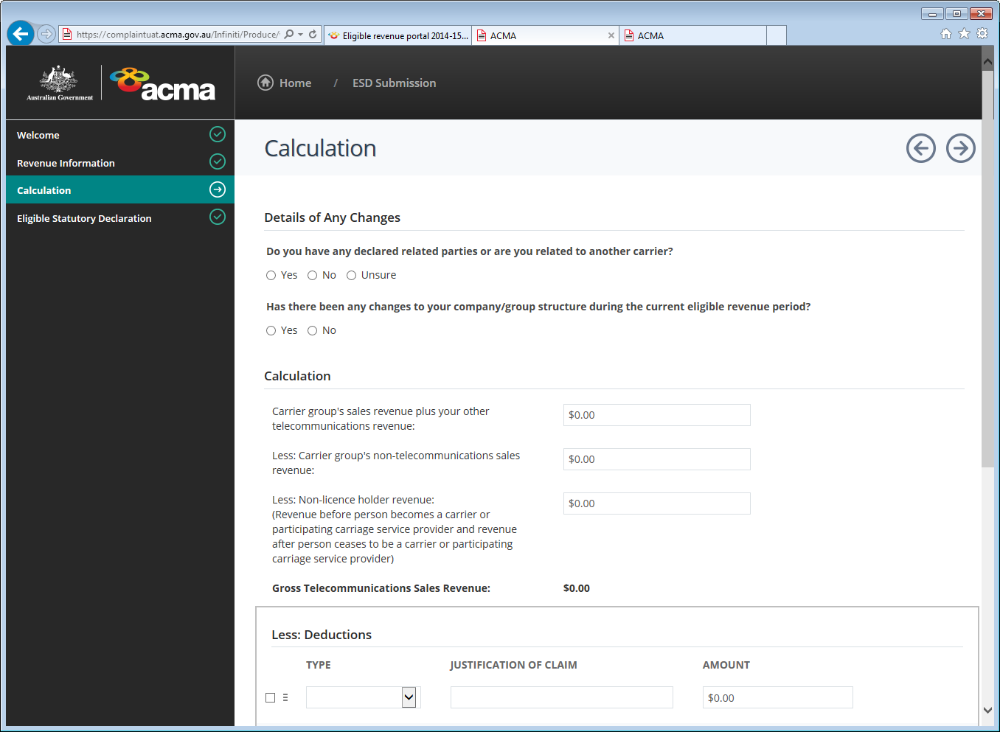 https://complaintuat.acma.gov.au/Infiniti/Produce/
Eligible revenue portal 2014-15...
ACMA
ACMA
Australian Government
acma
Home / ESD Submission
Welcome
Revenue Information
Calculation
Eligible Statutory Declaration
Calculation
Details of Any Changes
Do you have any declared related parties or are you related to another carrier?
Yes No Unsure
Has there been any changes to your company/group structure during the current eligible revenue period?
Yes No
Calculation
Carrier group's sales revenue plus your other
telecommunications revenue:
$0.00
Less: Carrier group's non-telecommunications sales
revenue:
$0.00
Less: Non-licence holder revenue:
(Revenue before person becomes a carrier or
participating carriage service provider and revenue
after person ceases to be a carrier or participating
carriage service provider)
$0.00
Gross Telecommunications Sales Revenue: $0.00
Less: Deductions
TYPE JUSTIFICATION OF CLAIM AMOUNT
$0.00